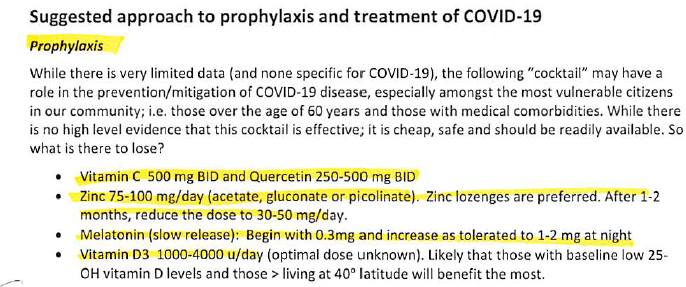 Suggested approach to prophylaxis and treatment of COVID-19
Prophylaxis
While there is very limited data (and none specific for COVID-19), the following “cocktail” may have a
role in the prevention/mitigation of COVID-19 disease, especially amongst the most vulnerable citizens
in our community; i.e. those over the age of 60 years and those with medical comorbidities. While there
is no high level evidence that this cocktail is effective; it is cheap, safe and should be readily available. So
what is there to lose?
• Vitamin C 500 mg BID and Quercetin 250-500 mg BID
• Zinc 75-100 mg/day (acetate, gluconate or picolinate). Zinc lozenges are preferred. After 1-2
months, reduce the dose to 30-50 mg/day.
• Melatonin (slow release): Begin with 0.3mg and increase as tolerated to 1-2 mg at night
• Vitamin D3 1000-4000 u/day (optimal dose unknown). Likely that those with baseline low 25-
OH vitamin D levels and those > living at 40° latitude will benefit the most.